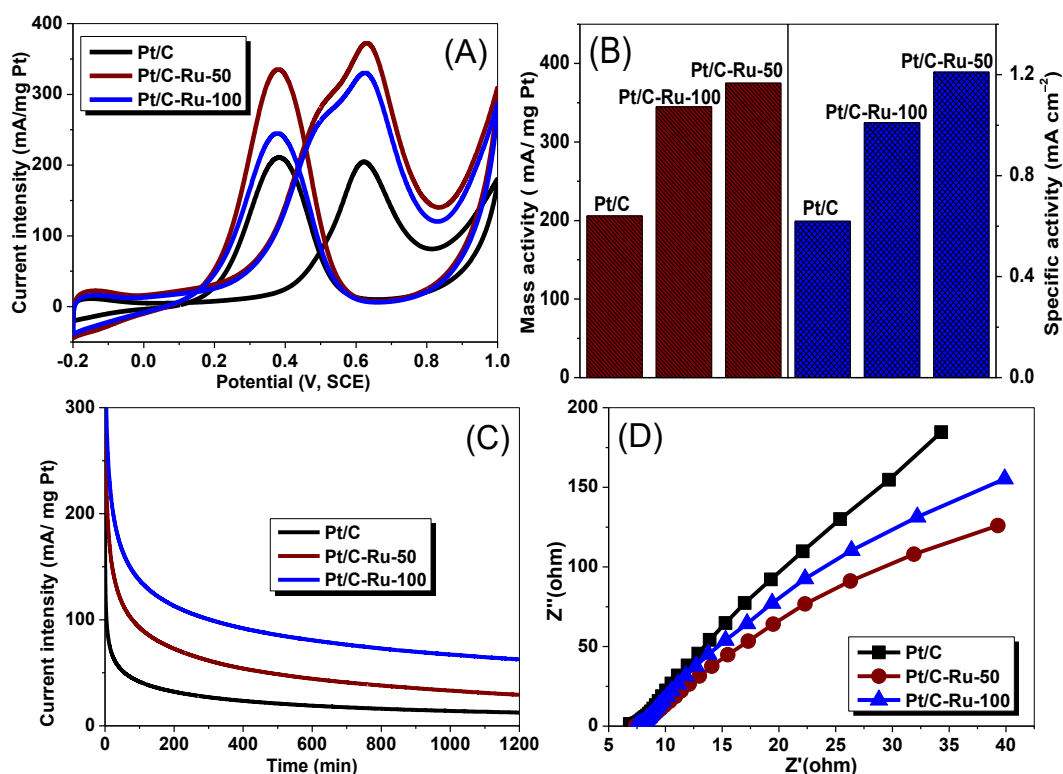 (A)
Current intensity (mA/mg Pt)
400
300
200
100
0
Pt/C
Pt/C-Ru-50
Pt/C-Ru-100
-0.2 0.0 0.2 0.4 0.6 0.8 1.0
Potential (V, SCE)
(B)
Mass activity ( mA/ mg Pt)
400
300
200
100
0
Pt/C
Pt/C-Ru-100
Pt/C-Ru-50
Pt/C
Pt/C-Ru-100
Pt/C-Ru-50
1.2
0.9
0.6
0.3
0.0
Specific activity (mA cm⁻²)
(C)
Current intensity (mA/ mg Pt)
300
200
100
0
Pt/C
Pt/C-Ru-50
Pt/C-Ru-100
0 200 400 600 800 1000 1200
Time (min)
(D)
Z''(ohm)
200
150
100
50
0
Pt/C
Pt/C-Ru-50
Pt/C-Ru-100
5 10 15 20 25 30 35 40
Z'(ohm)